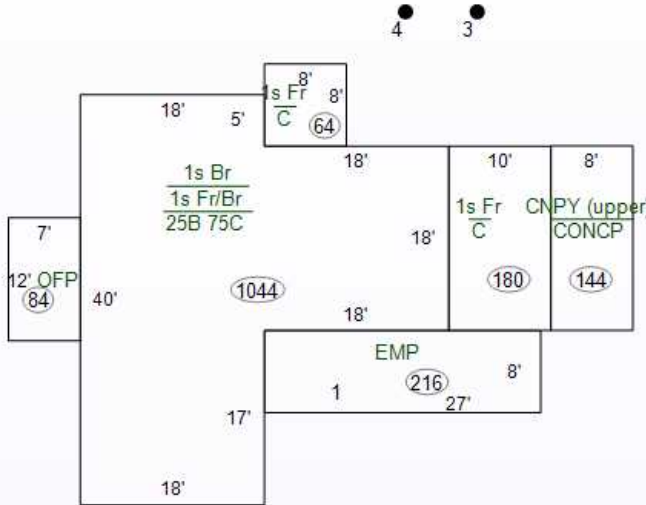 4 3
8'
1s Fr 8'
C 64
18' 5'
18' 10' 8'
1s Br
1s Fr/Br
25B 75C
1s Fr CNPY (upper)
C CONCP
7'
18'
12' OFP
84 40' 1044 180 144
18'
EMP
216 8'
1 27'
17'
18'